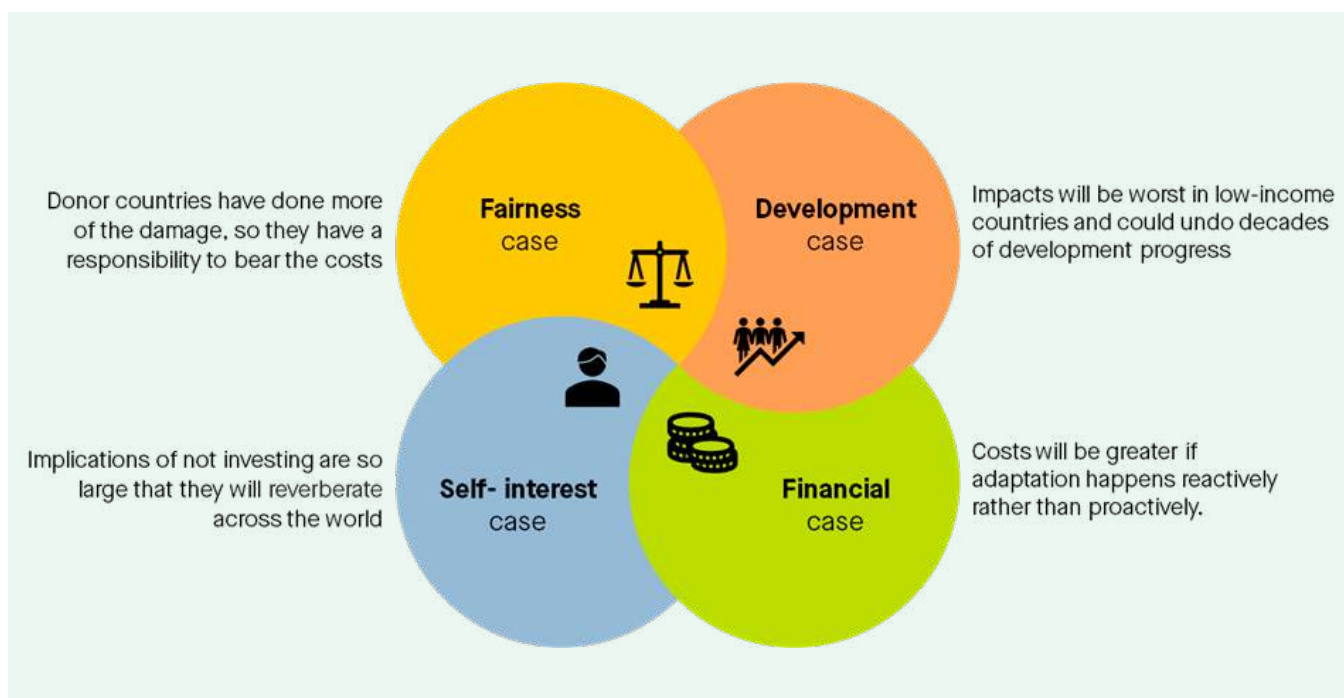 Donor countries have done more
of the damage, so they have a
responsibility to bear the costs
Fairness
case
Development
case
Impacts will be worst in low-income
countries and could undo decades
of development progress
Implications of not investing are so
large that they will reverberate
across the world
Self- interest
case
Financial
case
Costs will be greater if
adaptation happens reactively
rather than proactively.